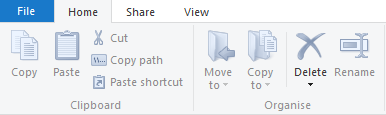 File Home Share View
Copy
Paste
Cut
Copy path
Paste shortcut
Clipboard
Move to
Copy to
Delete
Rename
Organise